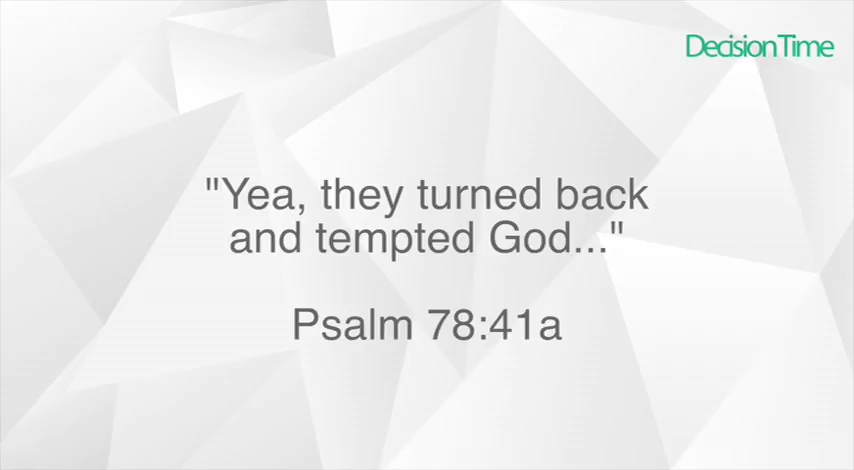 DecisionTime
"Yea, they turned back
and tempted God..."
Psalm 78:41a